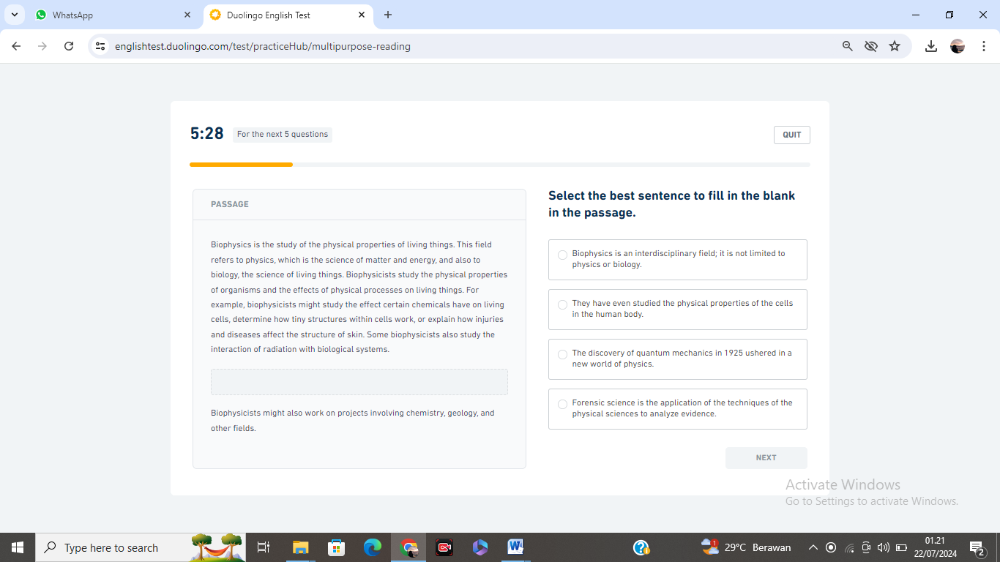 WhatsApp
Duolingo English Test
englishtest.duolingo.com/test/practiceHub/multipurpose-reading
5:28
For the next 5 questions
QUIT
PASSAGE
Biophysics is the study of the physical properties of living things. This field
refers to physics, which is the science of matter and energy, and also to
biology, the science of living things. Biophysicists study the physical properties
of organisms and the effects of physical processes on living things. For
example, biophysicists might study the effect certain chemicals have on living
cells, determine how tiny structures within cells work, or explain how injuries
and diseases affect the structure of skin. Some biophysicists also study the
interaction of radiation with biological systems.
Biophysicists might also work on projects involving chemistry, geology, and
other fields.
Select the best sentence to fill in the blank
in the passage.
Biophysics is an interdisciplinary field; it is not limited to
physics or biology.
They have even studied the physical properties of the cells
in the human body.
The discovery of quantum mechanics in 1925 ushered in a
new world of physics.
Forensic science is the application of the techniques of the
physical sciences to analyze evidence.
NEXT
Activate Windows
Go to Settings to activate Windows.
Type here to search
1
29°C Berawan
01.21
22/07/2024
2